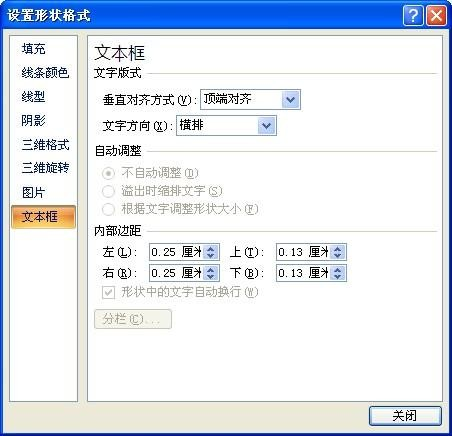 设置形状格式
填充
线条颜色
线型
阴影
三维格式
三维旋转
图片
文本框
文本框
文字版式
垂直对齐方式(V): 顶端对齐
文字方向(X): 横排
自动调整
不自动调整(D)
溢出时缩排文字(S)
根据文字调整形状大小(F)
内部边距
左(L): 0.25 厘米 上(T): 0.13 厘米
右(R): 0.25 厘米 下(B): 0.13 厘米
形状中的文字自动换行(W)
分栏(C)...
关闭